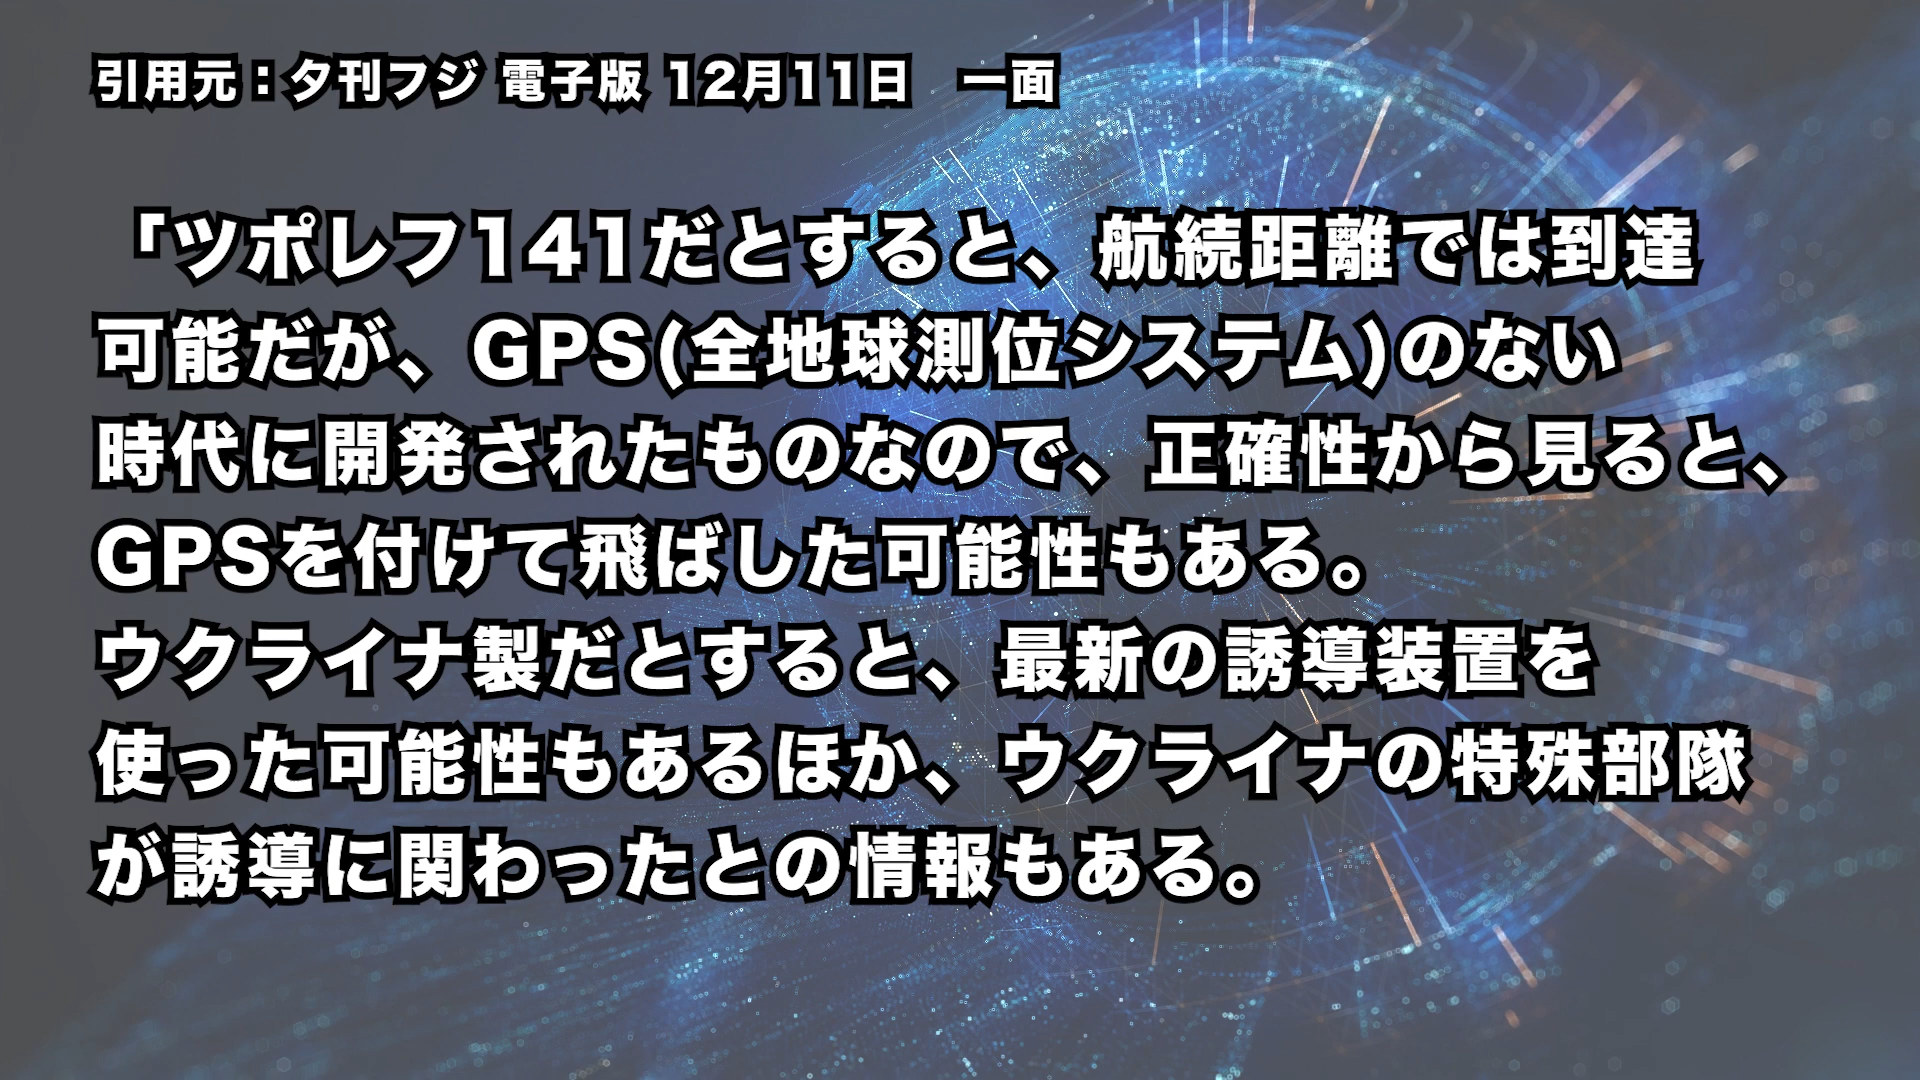 引用元：夕刊フジ 電子版 12月11日　一面
「ツポレフ141だとすると、航続距離では到達
可能だが、GPS(全地球測位システム)のない
時代に開発されたものなので、正確性から見ると、
GPSを付けて飛ばした可能性もある。
ウクライナ製だとすると、最新の誘導装置を
使った可能性もあるほか、ウクライナの特殊部隊
が誘導に関わったとの情報もある。